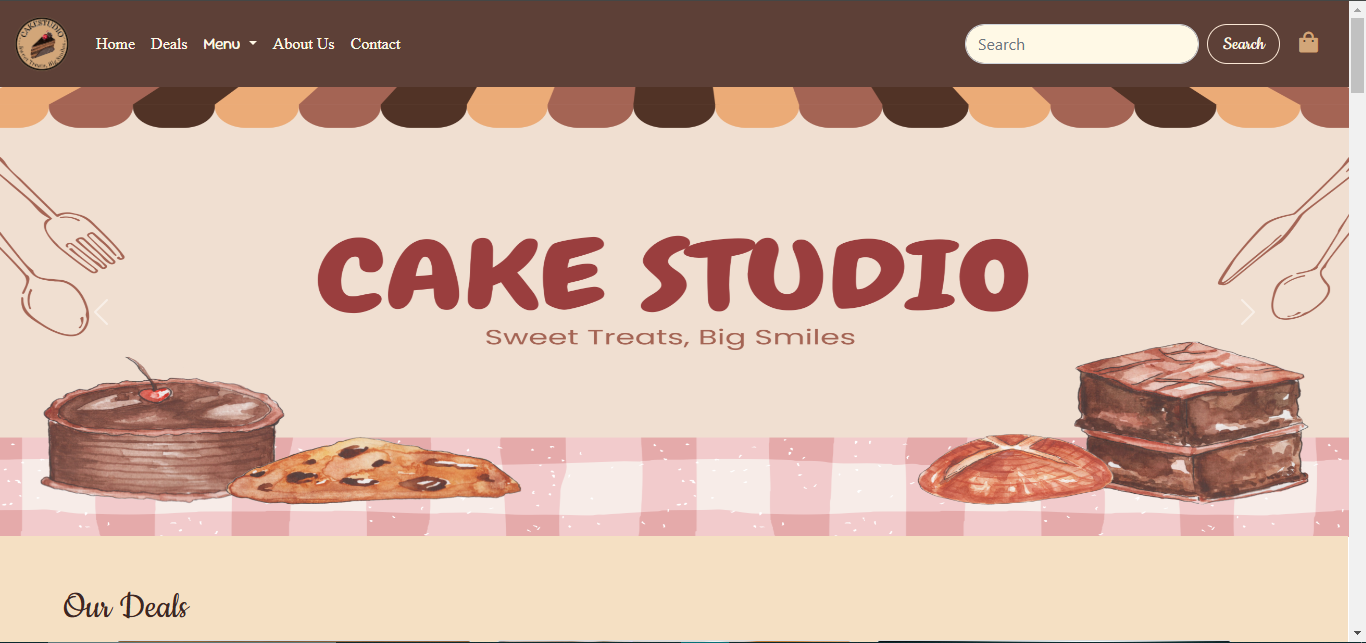 CAKESTUDIO
Sweet Treats, Big Smiles
Home
Deals
Menu
About Us
Contact
Search
Search
CAKE STUDIO
Sweet Treats, Big Smiles
Our Deals